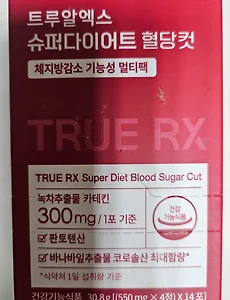 트루알엑스
슈퍼다이어트 혈당컷
체지방감소 기능성 멀티팩
TRUE RX
TRUE RX Super Diet Blood Sugar Cut
녹차추출물 카테킨
300mg/1포 기준
건강
기능식품
판토텐산
바나바잎추출물 코로솔산 최대함량*
*식약처 1일 섭취량 기준
건강기능식품 30.8g [(550mg × 4정) X 14포]